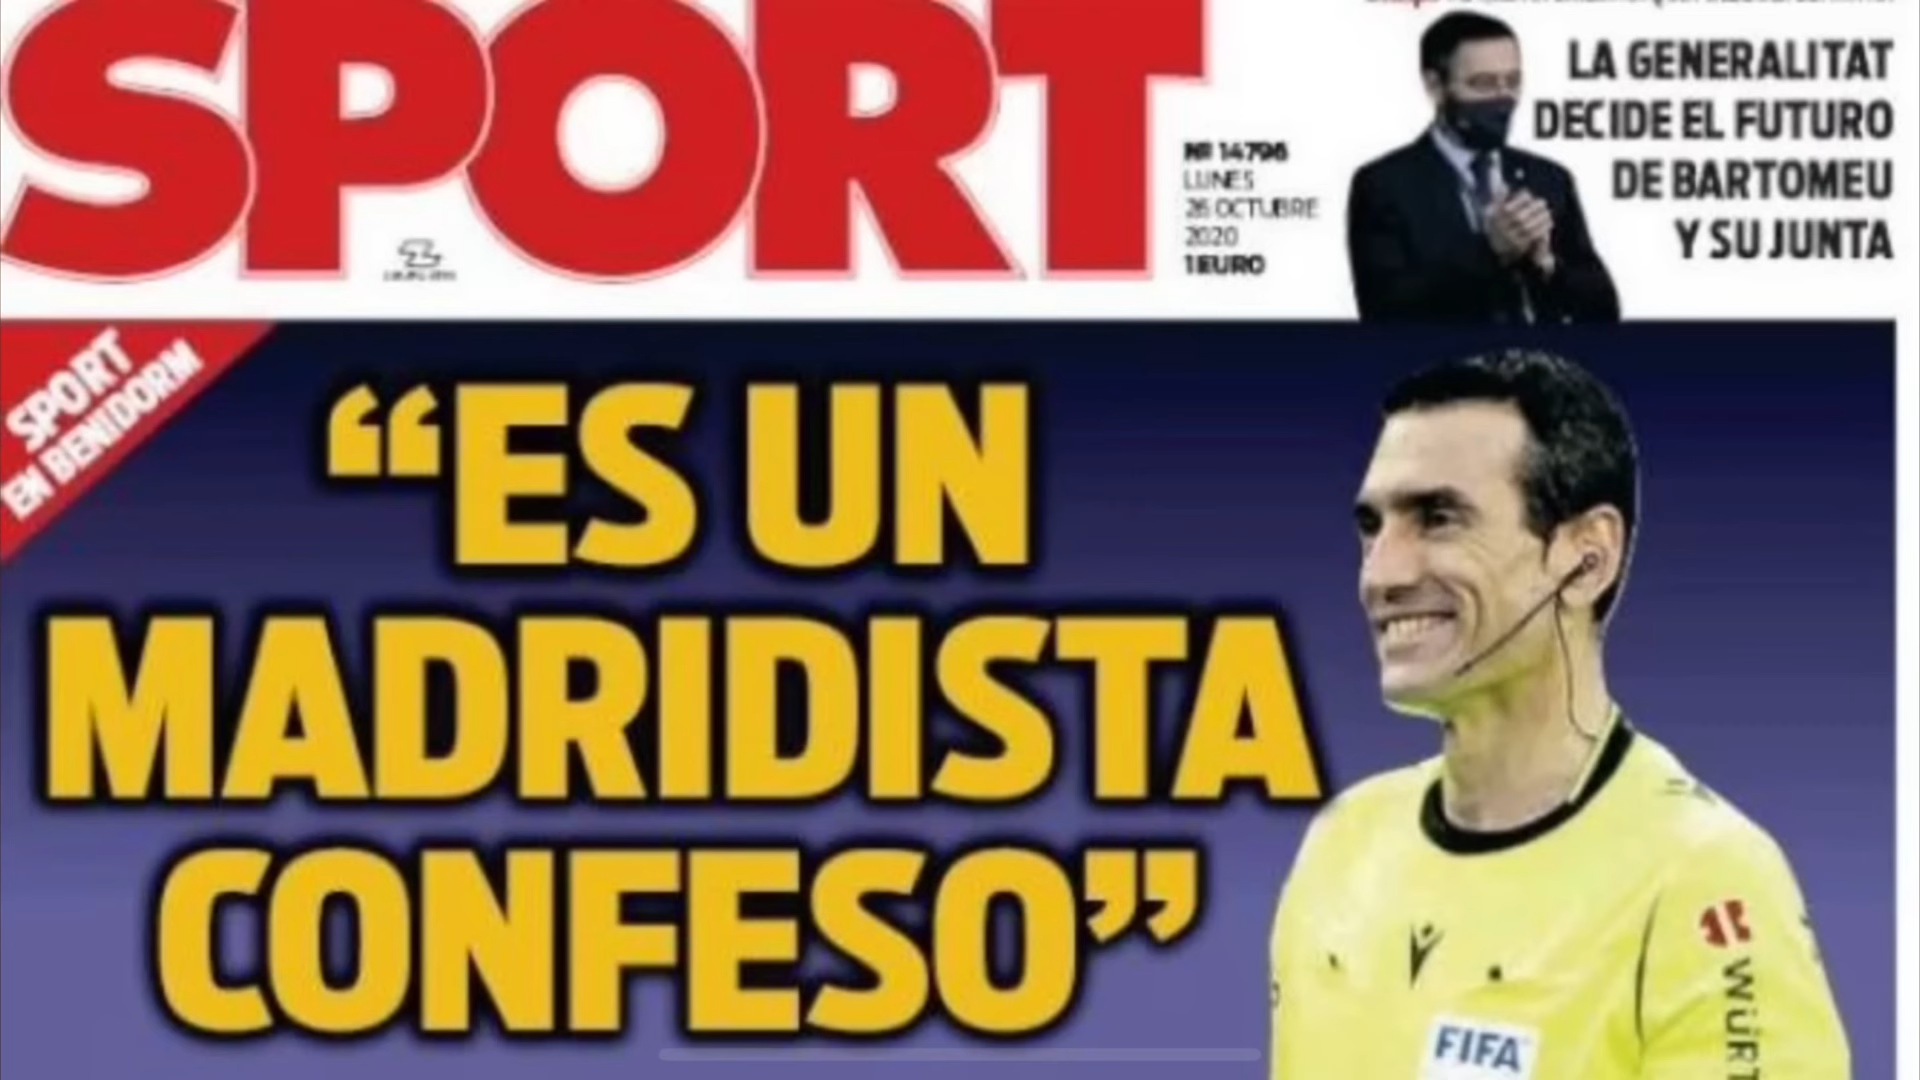 SPORT
Nº 14796
LUNES
26 OCTUBRE
2020
1 EURO
LA GENERALITAT
DECIDE EL FUTURO
DE BARTOMEU
Y SU JUNTA
SPORT
EN BENIDORM
“ES UN
MADRIDISTA
CONFESO”
WÜRT
FIFA